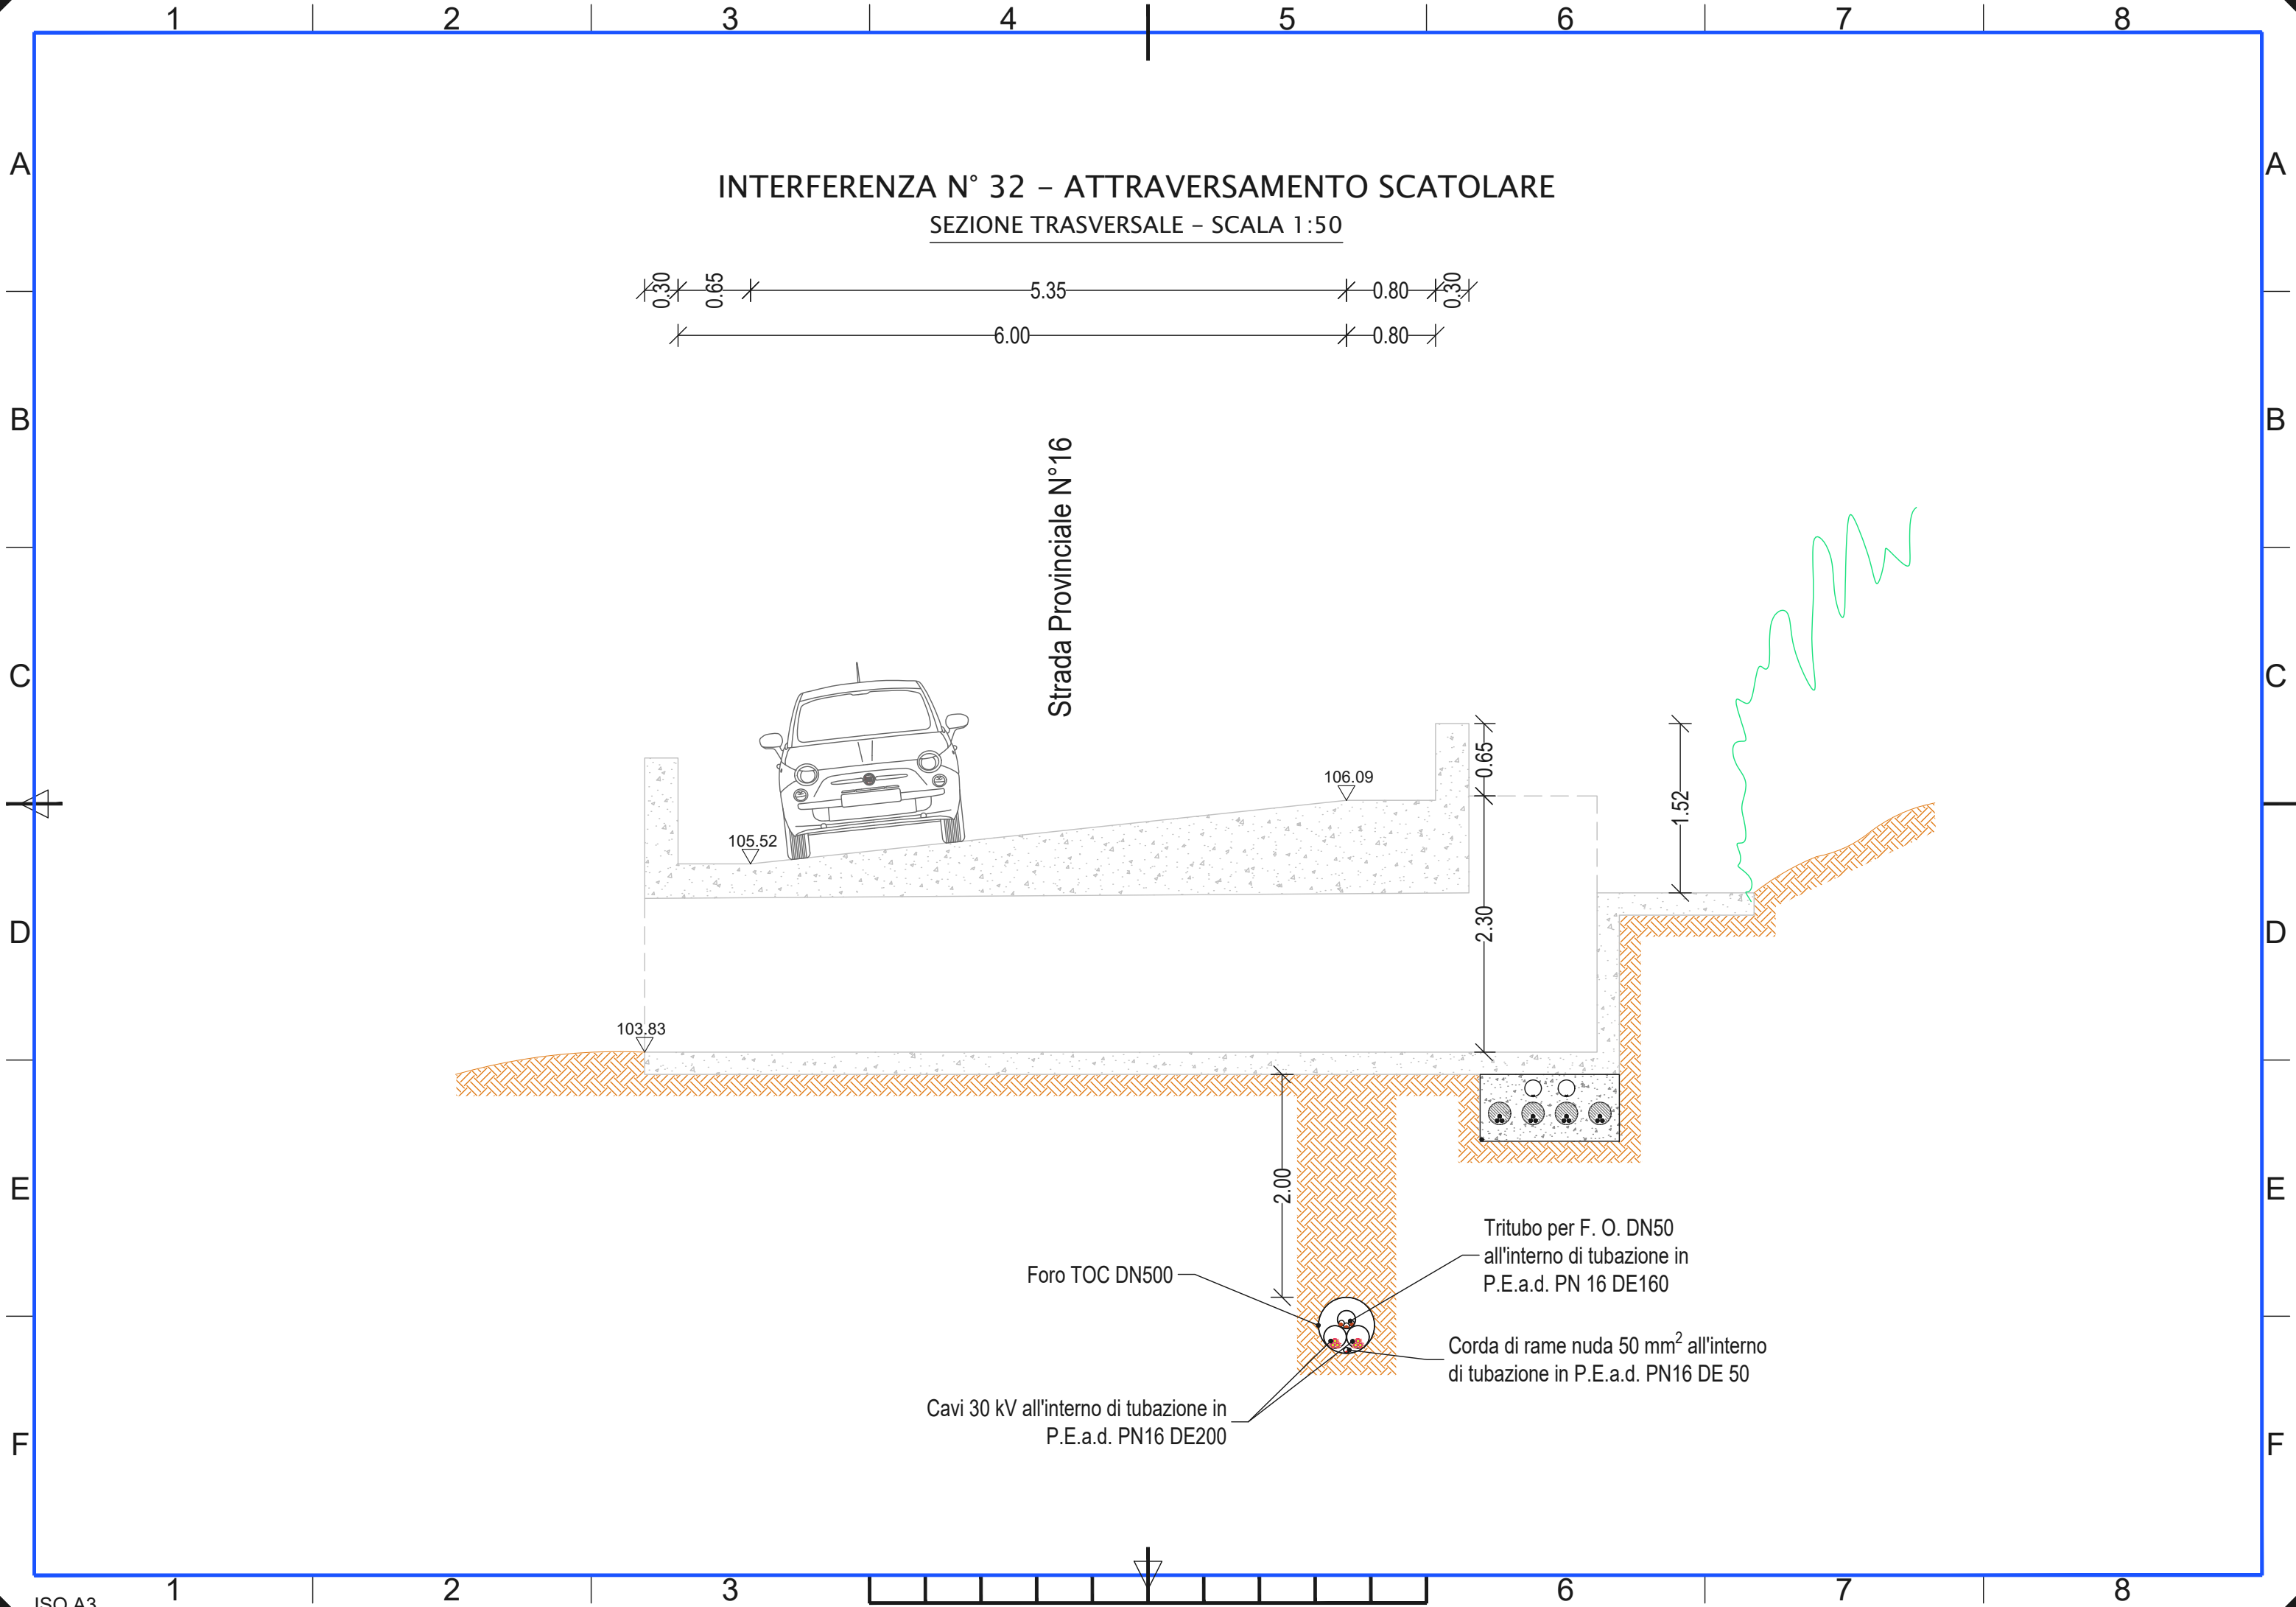 1 2 3 4 5 6 7 8
A A
INTERFERENZA N° 32 – ATTRAVERSAMENTO SCATOLARE
SEZIONE TRASVERSALE – SCALA 1:50
0.30 0.65 5.35 0.80 0.30
6.00 0.80
B B
Strada Provinciale N°16
C C
0.65
1.52
106.09
105.52
2.30
D D
103.83
E E
2.00
Tritubo per F. O. DN50
all'interno di tubazione in
P.E.a.d. PN 16 DE160
Foro TOC DN500
Corda di rame nuda 50 mm² all'interno
di tubazione in P.E.a.d. PN16 DE 50
Cavi 30 kV all'interno di tubazione in
P.E.a.d. PN16 DE200
F F
1 2 3 6 7 8
ISO A3